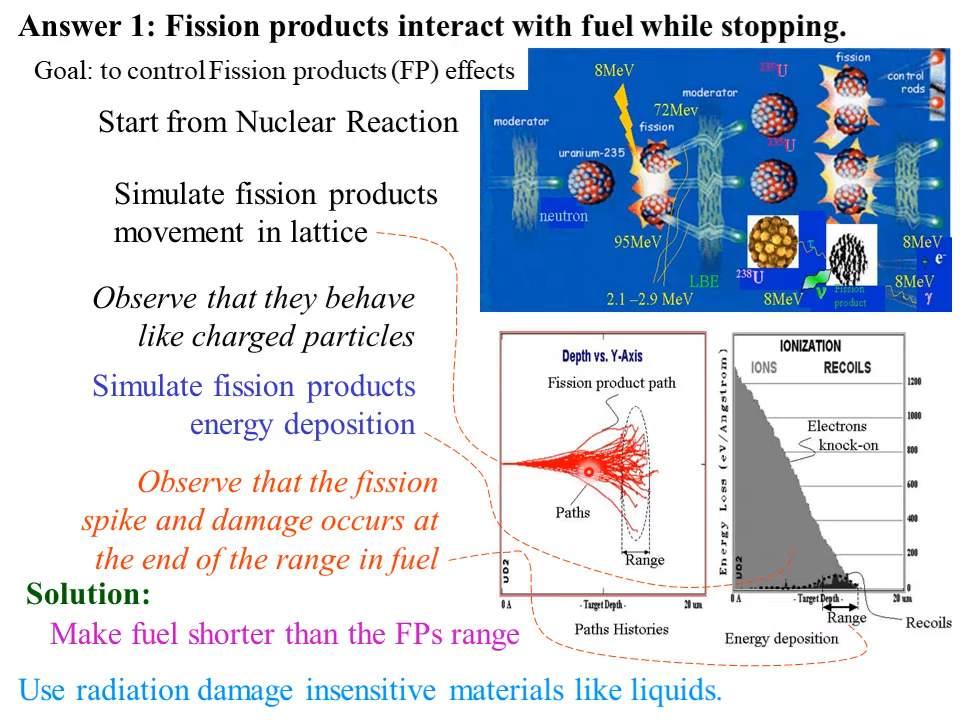 Answer 1: Fission products interact with fuel while stopping.
Goal: to control Fission products (FP) effects
Start from Nuclear Reaction
Simulate fission products
movement in lattice
Observe that they behave
like charged particles
Simulate fission products
energy deposition
Observe that the fission
spike and damage occurs at
the end of the range in fuel
Solution:
Make fuel shorter than the FPs range
Use radiation damage insensitive materials like liquids.
8MeV
235U
fission
control
rods
moderator
72Mev
moderator
fission
uranium-235
235U
neutron
95MeV
LBE
238U
2.1 –2.9 MeV
8MeV
ν
Fission
product
8MeV
+ e-
8MeV
γ
Depth vs. Y-Axis
Fission product path
Paths
Range
UO2
0 A
- Target Depth -
20 um
Paths Histories
IONIZATION
IONS
RECOILS
Energy Loss (eV/Angstrom)
1200
1000
800
600
400
200
0
Electrons
knock-on
UO2
0 A
- Target Depth -
20 um
Range
Recoils
Energy deposition